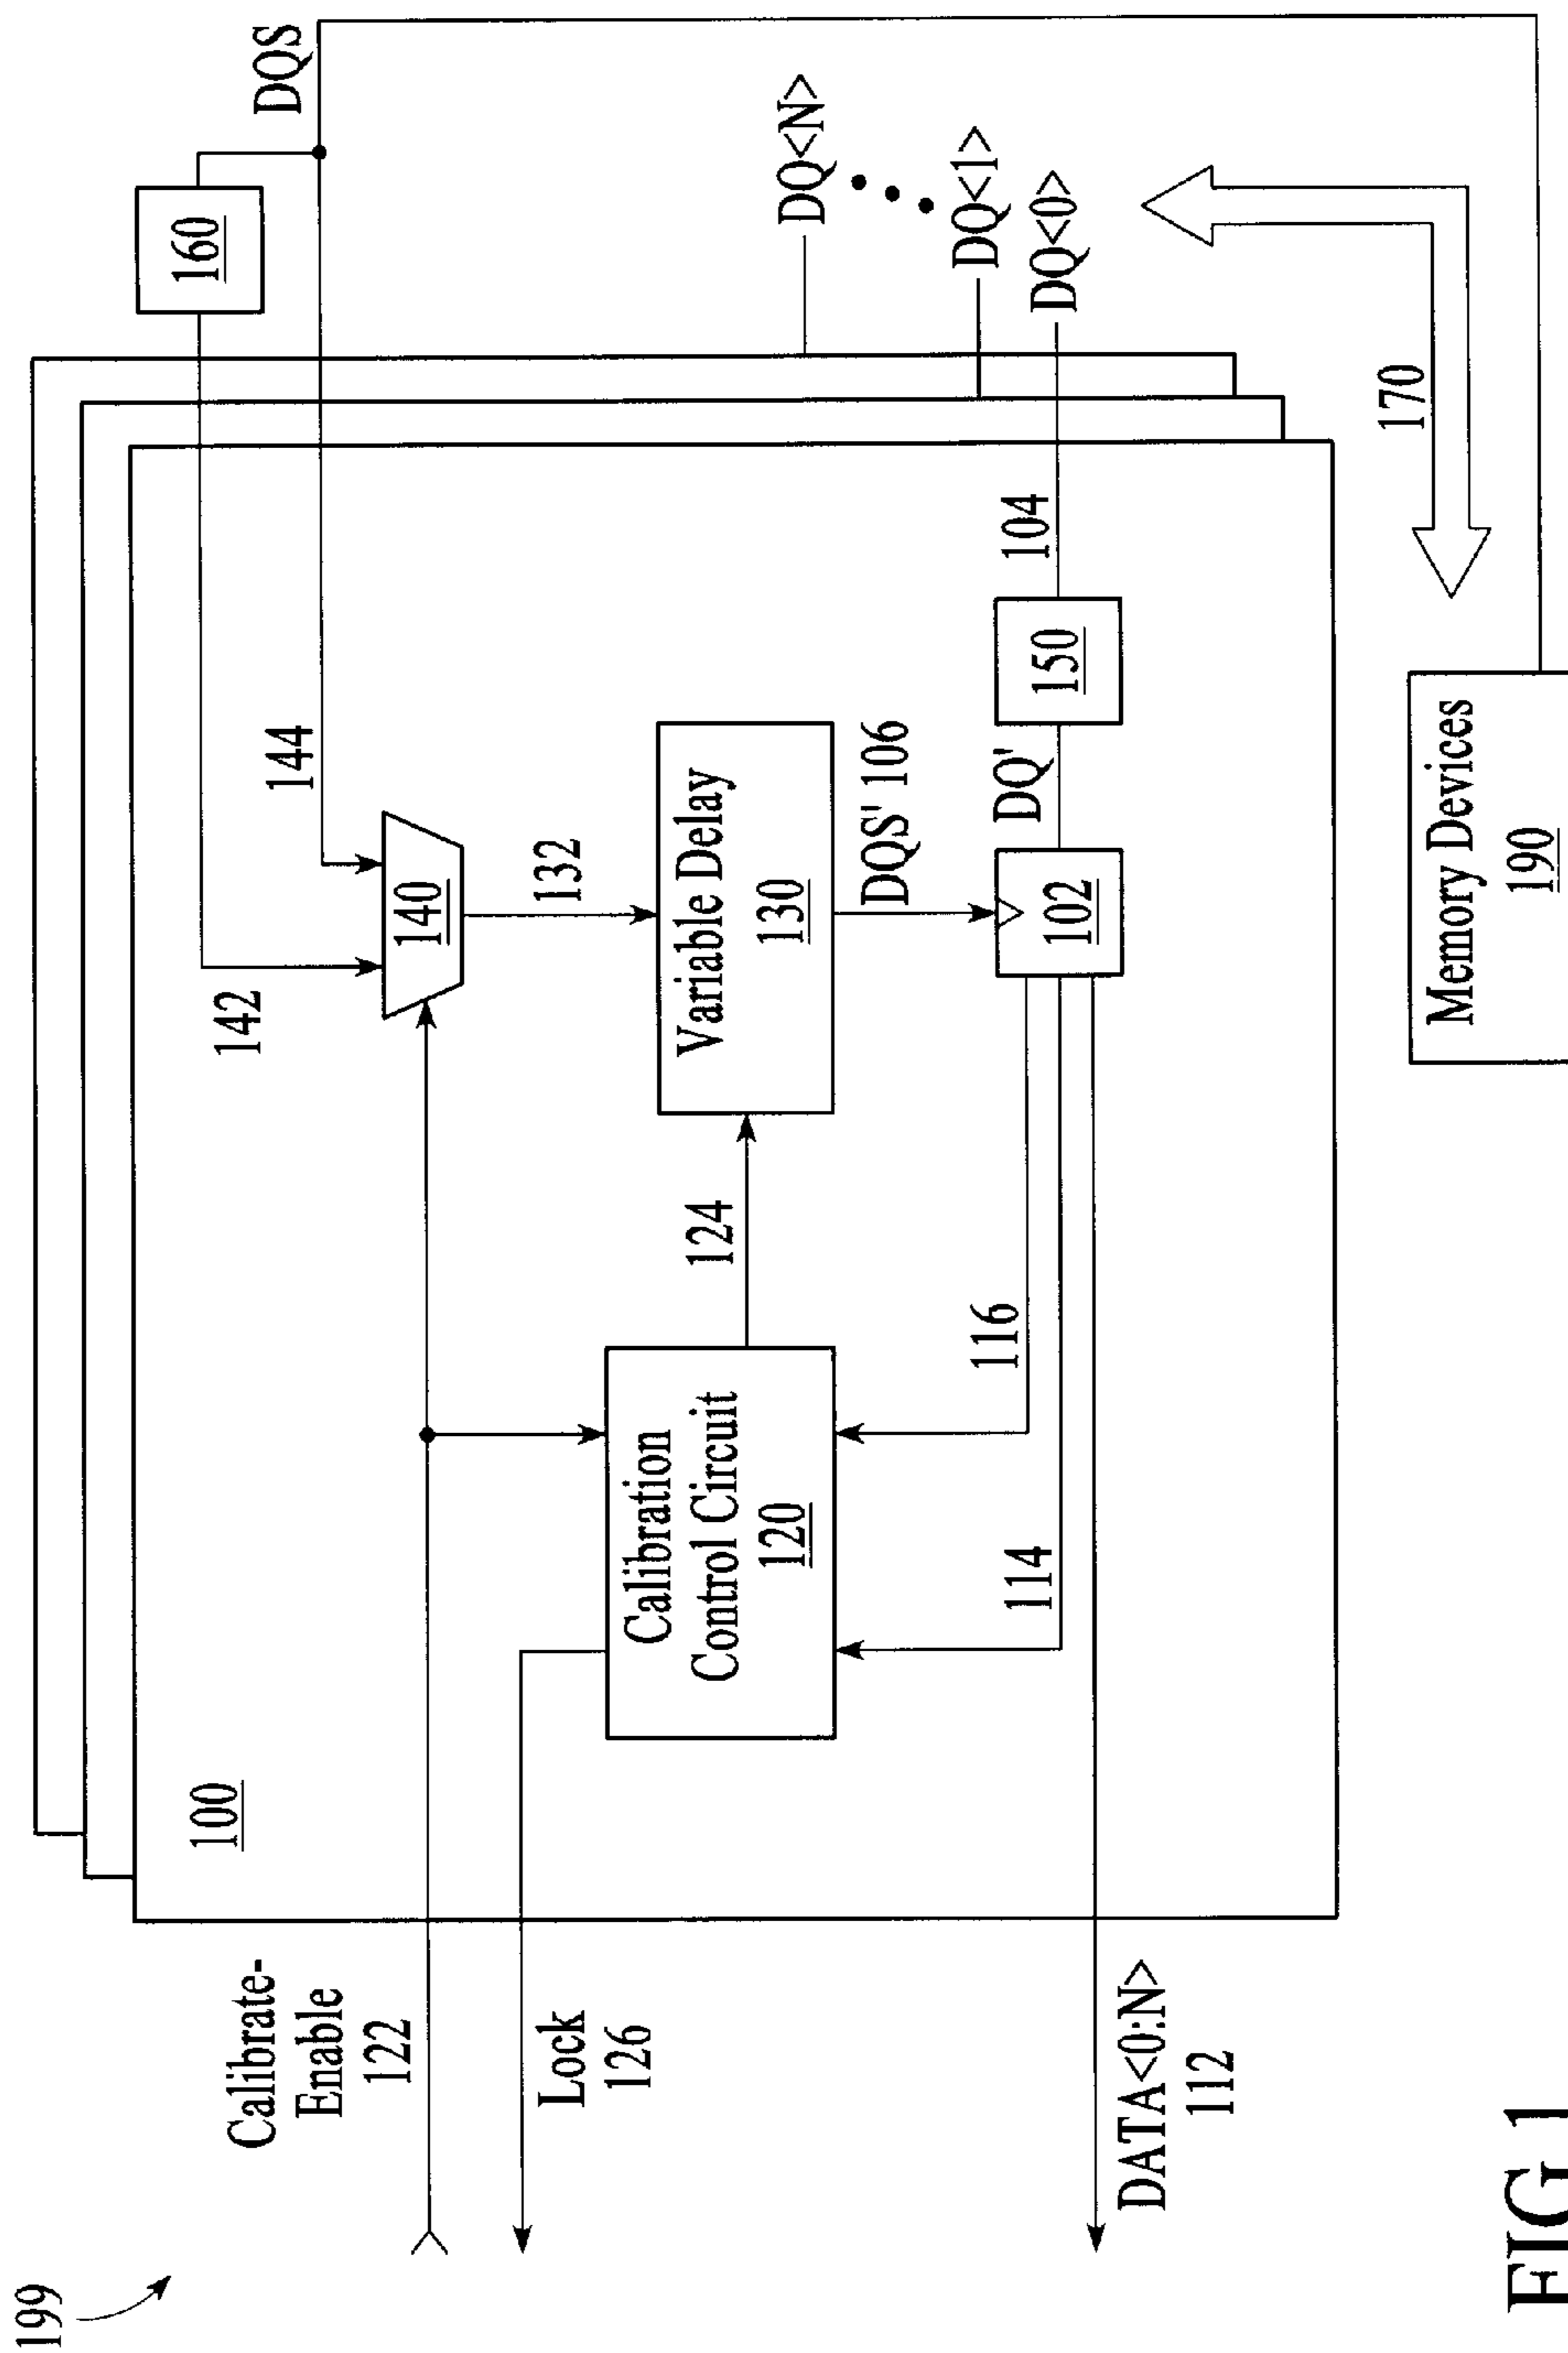 199
Calibrate-
Enable
122
Lock
126
DATA<0:N>
112
100
Calibration
Control Circuit
120
114
116
124
142
144
140
132
Variable Delay
130
DQS' 106
102
DQ'
150
104
160
DQS
DQ<N>
DQ<1>
DQ<0>
170
Memory Devices
190
FIG 1